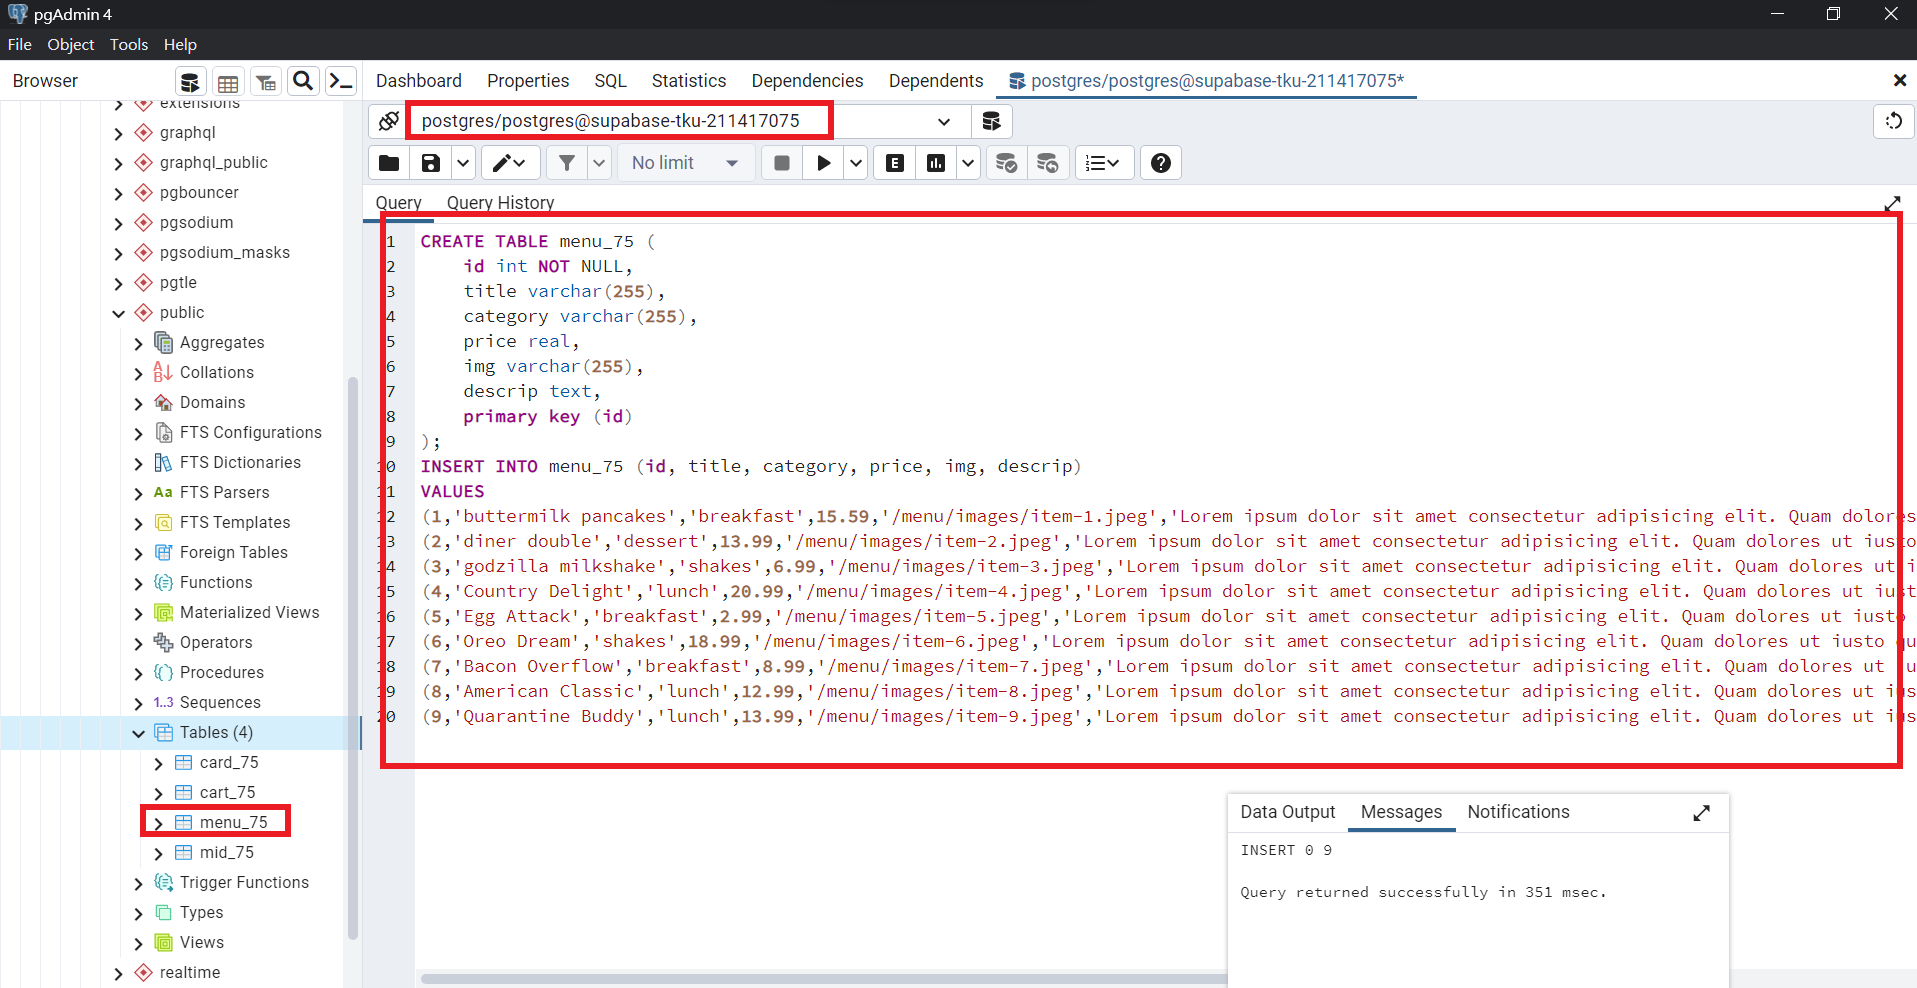 pgAdmin 4
File Object Tools Help
Browser
Dashboard Properties SQL Statistics Dependencies Dependents postgres/postgres@supabase-tku-211417075*
extensions
graphql
graphql_public
pgbouncer
pgsodium
pgsodium_masks
pgtle
public
Aggregates
Collations
Domains
FTS Configurations
FTS Dictionaries
Aa FTS Parsers
FTS Templates
Foreign Tables
Functions
Materialized Views
Operators
Procedures
1..3 Sequences
Tables (4)
card_75
cart_75
menu_75
mid_75
Trigger Functions
Types
Views
realtime
postgres/postgres@supabase-tku-211417075
No limit
E
Query Query History
1 CREATE TABLE menu_75 (
2 id int NOT NULL,
3 title varchar(255),
4 category varchar(255),
5 price real,
6 img varchar(255),
7 descrip text,
8 primary key (id)
9 );
10 INSERT INTO menu_75 (id, title, category, price, img, descrip)
11 VALUES
12 (1,'buttermilk pancakes','breakfast',15.59,'/menu/images/item-1.jpeg','Lorem ipsum dolor sit amet consectetur adipisicing elit. Quam dolores
13 (2,'diner double','dessert',13.99,'/menu/images/item-2.jpeg','Lorem ipsum dolor sit amet consectetur adipisicing elit. Quam dolores ut iusto
14 (3,'godzilla milkshake','shakes',6.99,'/menu/images/item-3.jpeg','Lorem ipsum dolor sit amet consectetur adipisicing elit. Quam dolores ut i
15 (4,'Country Delight','lunch',20.99,'/menu/images/item-4.jpeg','Lorem ipsum dolor sit amet consectetur adipisicing elit. Quam dolores ut iust
16 (5,'Egg Attack','breakfast',2.99,'/menu/images/item-5.jpeg','Lorem ipsum dolor sit amet consectetur adipisicing elit. Quam dolores ut iusto
17 (6,'Oreo Dream','shakes',18.99,'/menu/images/item-6.jpeg','Lorem ipsum dolor sit amet consectetur adipisicing elit. Quam dolores ut iusto qu
18 (7,'Bacon Overflow','breakfast',8.99,'/menu/images/item-7.jpeg','Lorem ipsum dolor sit amet consectetur adipisicing elit. Quam dolores ut iu
19 (8,'American Classic','lunch',12.99,'/menu/images/item-8.jpeg','Lorem ipsum dolor sit amet consectetur adipisicing elit. Quam dolores ut ius
20 (9,'Quarantine Buddy','lunch',13.99,'/menu/images/item-9.jpeg','Lorem ipsum dolor sit amet consectetur adipisicing elit. Quam dolores ut ius
Data Output Messages Notifications
INSERT 0 9
Query returned successfully in 351 msec.